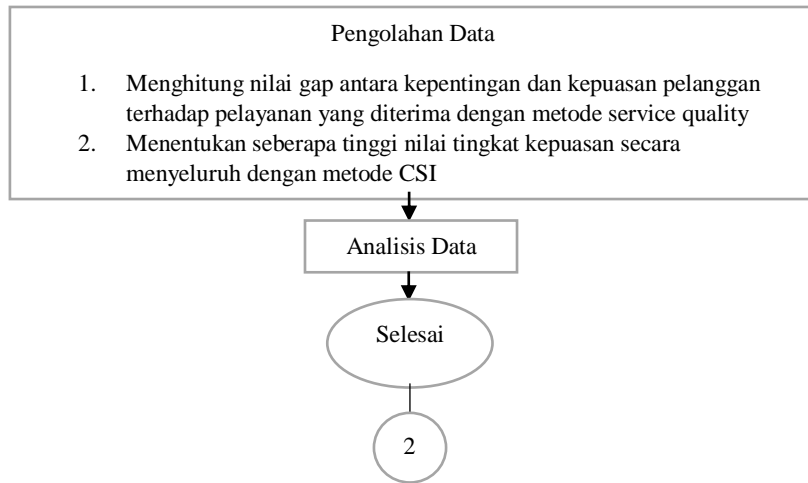 Pengolahan Data
1. Menghitung nilai gap antara kepentingan dan kepuasan pelanggan
terhadap pelayanan yang diterima dengan metode service quality
2. Menentukan seberapa tinggi nilai tingkat kepuasan secara
menyeluruh dengan metode CSI
Analisis Data
Selesai
2